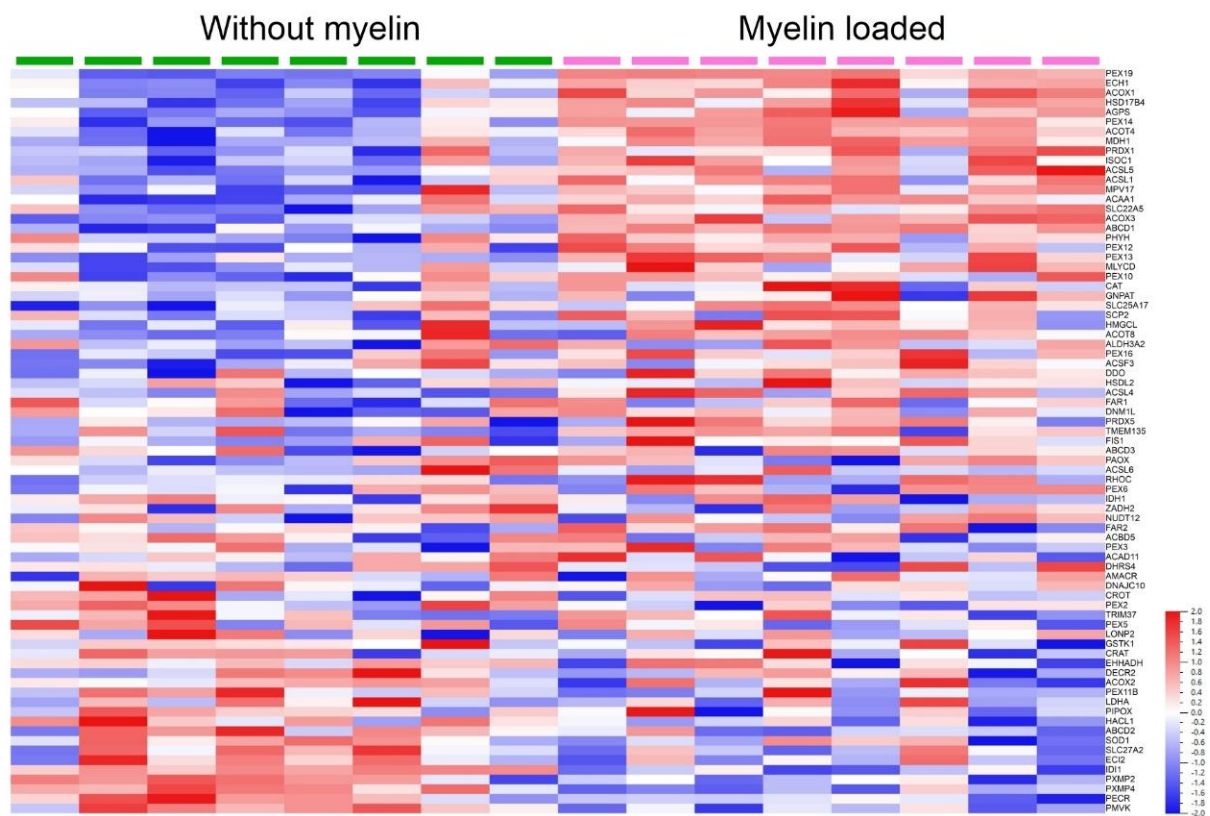 Without myelin Myelin loaded
PEX19
ECH1
ACOX1
HSD17B4
AGPS
PEX14
ACOT4
MDH1
PRDX1
ISOC1
ACSL5
ACSL1
MPV17
ACAA1
SLC22A5
ACOX3
ABCD1
PHYH
PEX12
PEX13
MLYCD
PEX10
CAT
GNPAT
SLC25A17
SCP2
HMGCL
ACOT8
ALDH3A2
PEX16
ACSF3
DDO
HSDL2
ACSL4
FAR1
DNM1L
PRDX5
TMEM135
FIS1
ABCD3
PAOX
ACSL6
RHOC
PEX6
IDH1
ZADH2
NUDT12
FAR2
ACBD5
PEX3
ACAD11
DHRS4
AMACR
DNAJC10
CROT
PEX2
TRIM37
PEX5
LONP2
GSTK1
CRAT
EHHADH
DECR2
ACOX2
PEX11B
LDHA
PIPOX
HACL1
ABCD2
SOD1
SLC27A2
ECI2
IDI1
PXMP2
PXMP4
PECR
PMVK
2.0
1.8
1.6
1.4
1.2
1.0
0.8
0.6
0.4
0.2
0.0
-0.2
-0.4
-0.6
-0.8
-1.0
-1.2
-1.4
-1.6
-1.8
-2.0